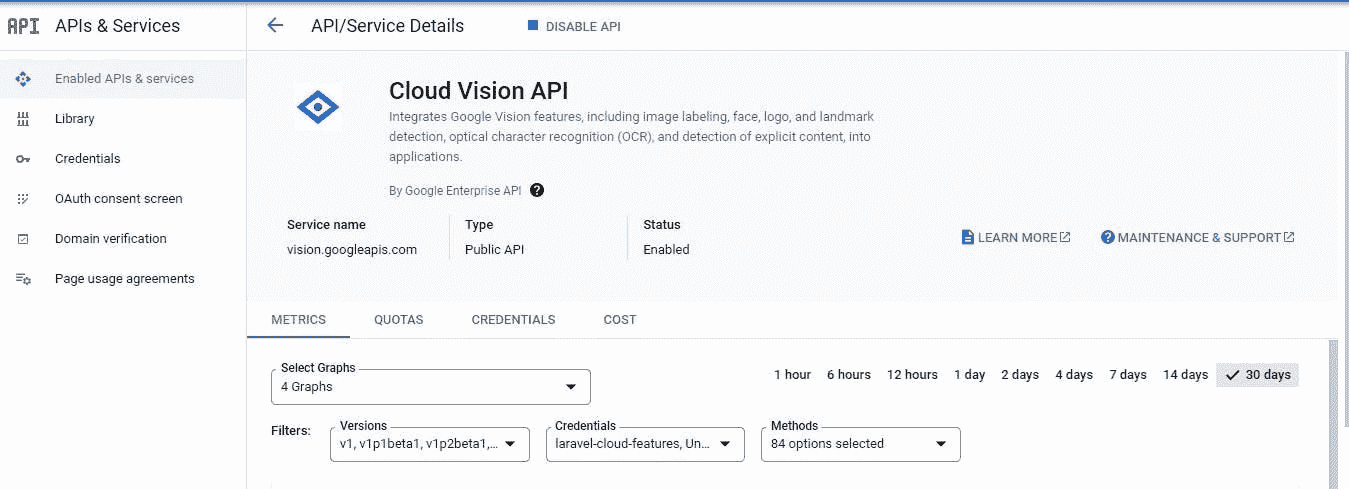 API APIs & Services
Enabled APIs & services
Library
Credentials
OAuth consent screen
Domain verification
Page usage agreements
API/Service Details
DISABLE API
Cloud Vision API
Integrates Google Vision features, including image labeling, face, logo, and landmark
detection, optical character recognition (OCR), and detection of explicit content, into
applications.
By Google Enterprise API ?
Service name
vision.googleapis.com
Type
Public API
Status
Enabled
LEARN MORE
? MAINTENANCE & SUPPORT
METRICS QUOTAS CREDENTIALS COST
Select Graphs
4 Graphs
1 hour 6 hours 12 hours 1 day 2 days 4 days 7 days 14 days 30 days
Filters:
Versions
v1, v1p1beta1, v1p2beta1,...
Credentials
laravel-cloud-features, Un...
Methods
84 options selected